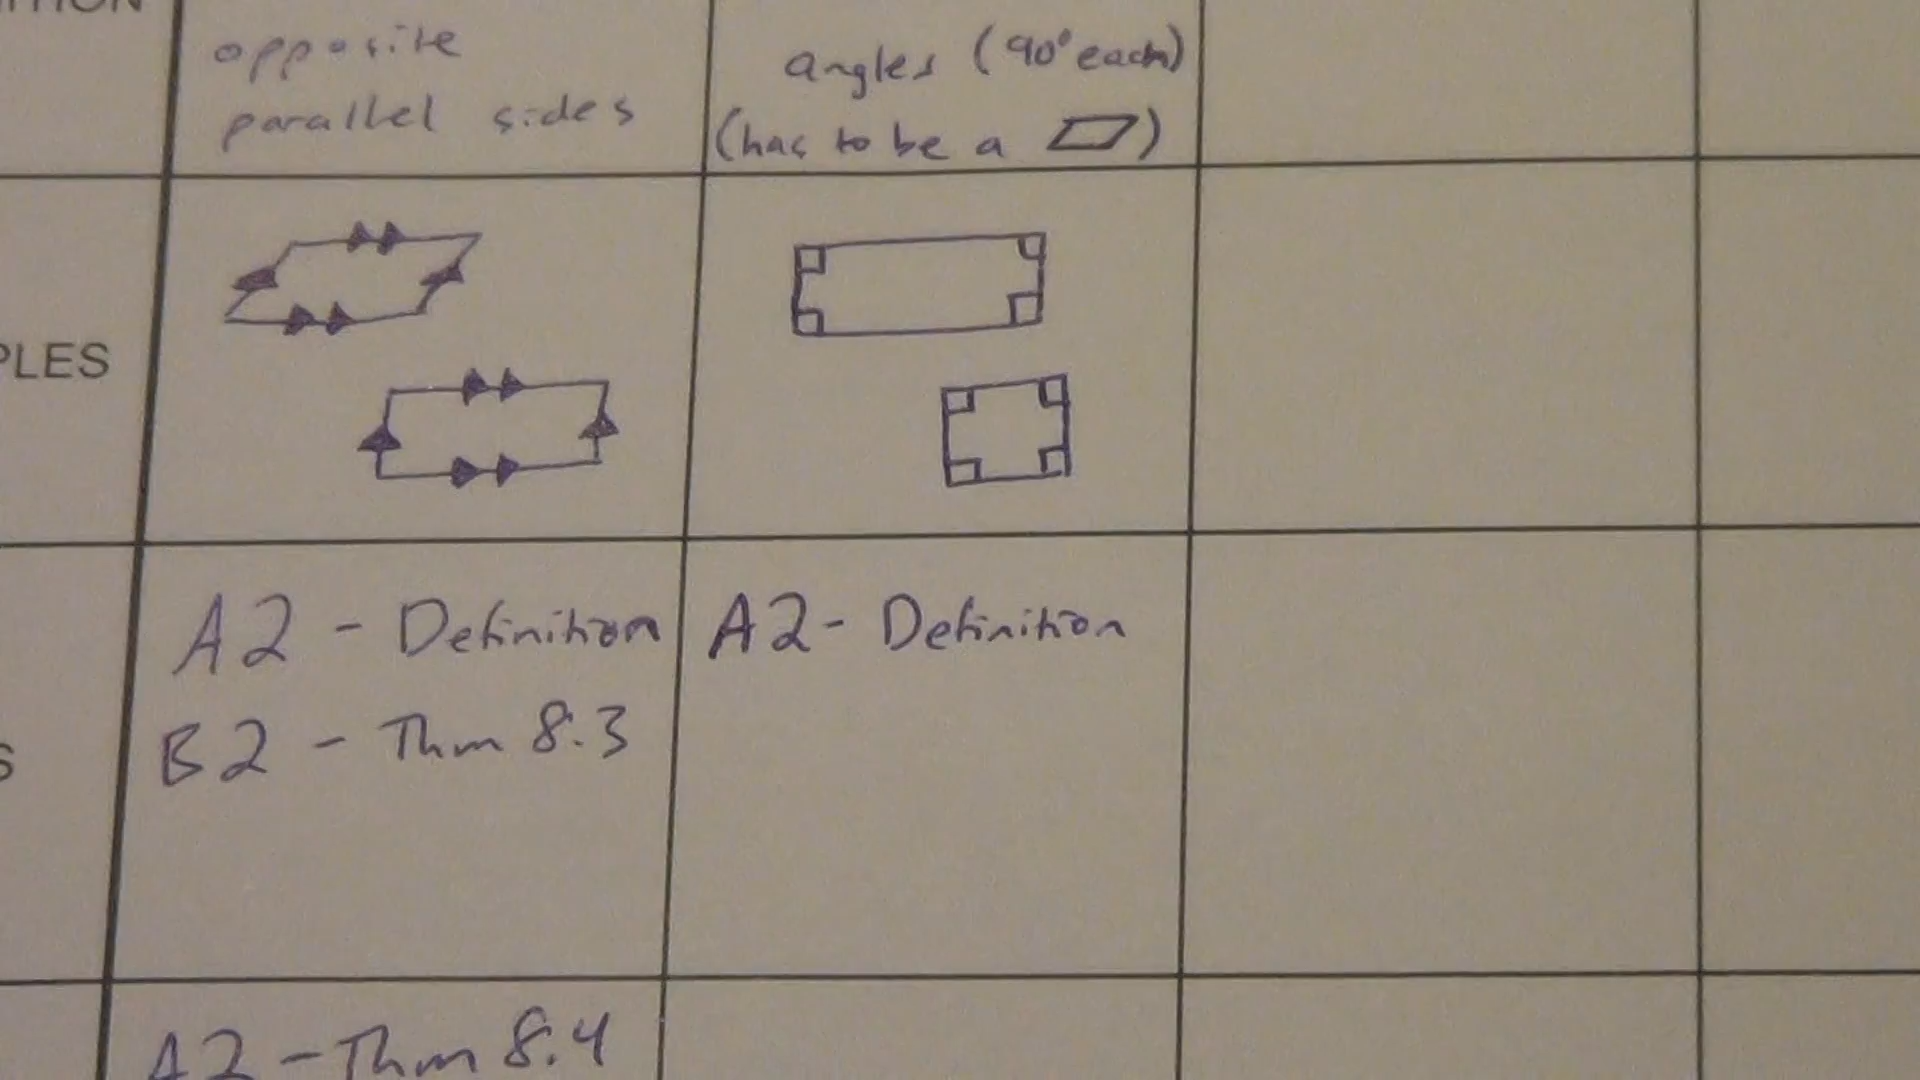 opposite
parallel sides
angles (90° each)
(has to be a ▱)
PLES
A2 - Definition
B2 - Thm 8.3
A2 - Definition
S
A2 - Thm 8.4